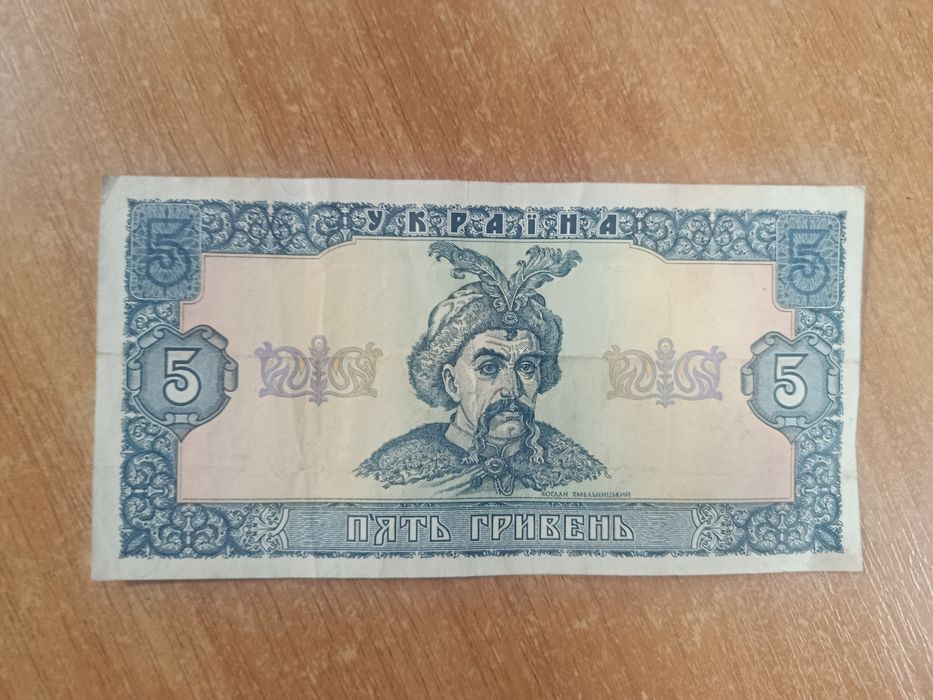 5 УКРАЇНА 5
5 5
БОГДАН ХМЕЛЬНИЦЬКИЙ
П'ЯТЬ ГРИВЕНЬ